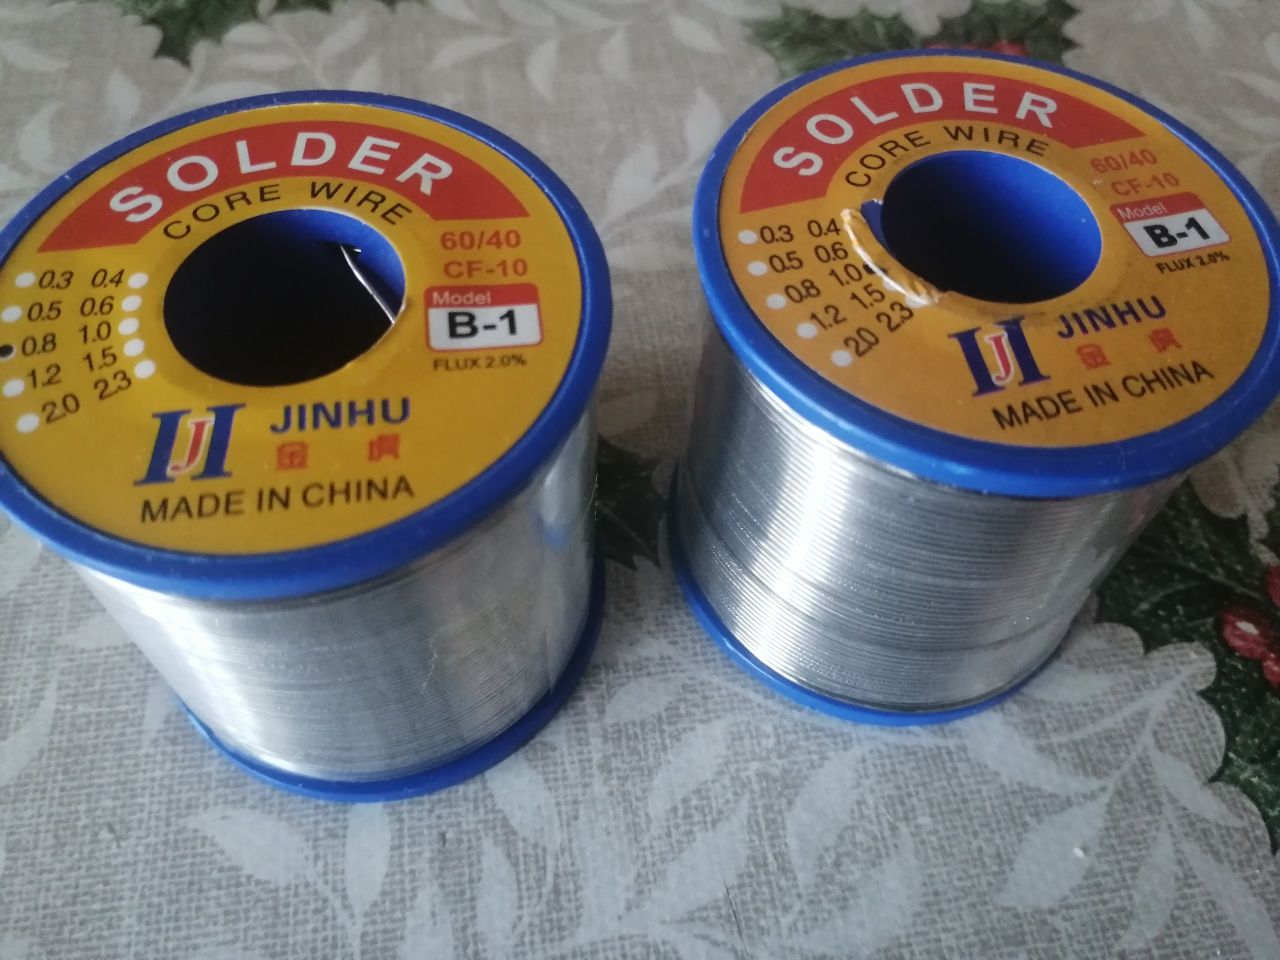 SOLDER
CORE WIRE
60/40
CF-10
Model
B-1
FLUX 2.0%
0.3 0.4
0.5 0.6
0.8 1.0
1.2 1.5
2.0 2.3
JINHU
金 虎
MADE IN CHINA
SOLDER
CORE WIRE
60/40
CF-10
Model
B-1
FLUX 2.0%
0.3 0.4
0.5 0.6
0.8 1.0
1.2 1.5
2.0 2.3
JINHU
金 虎
MADE IN CHINA